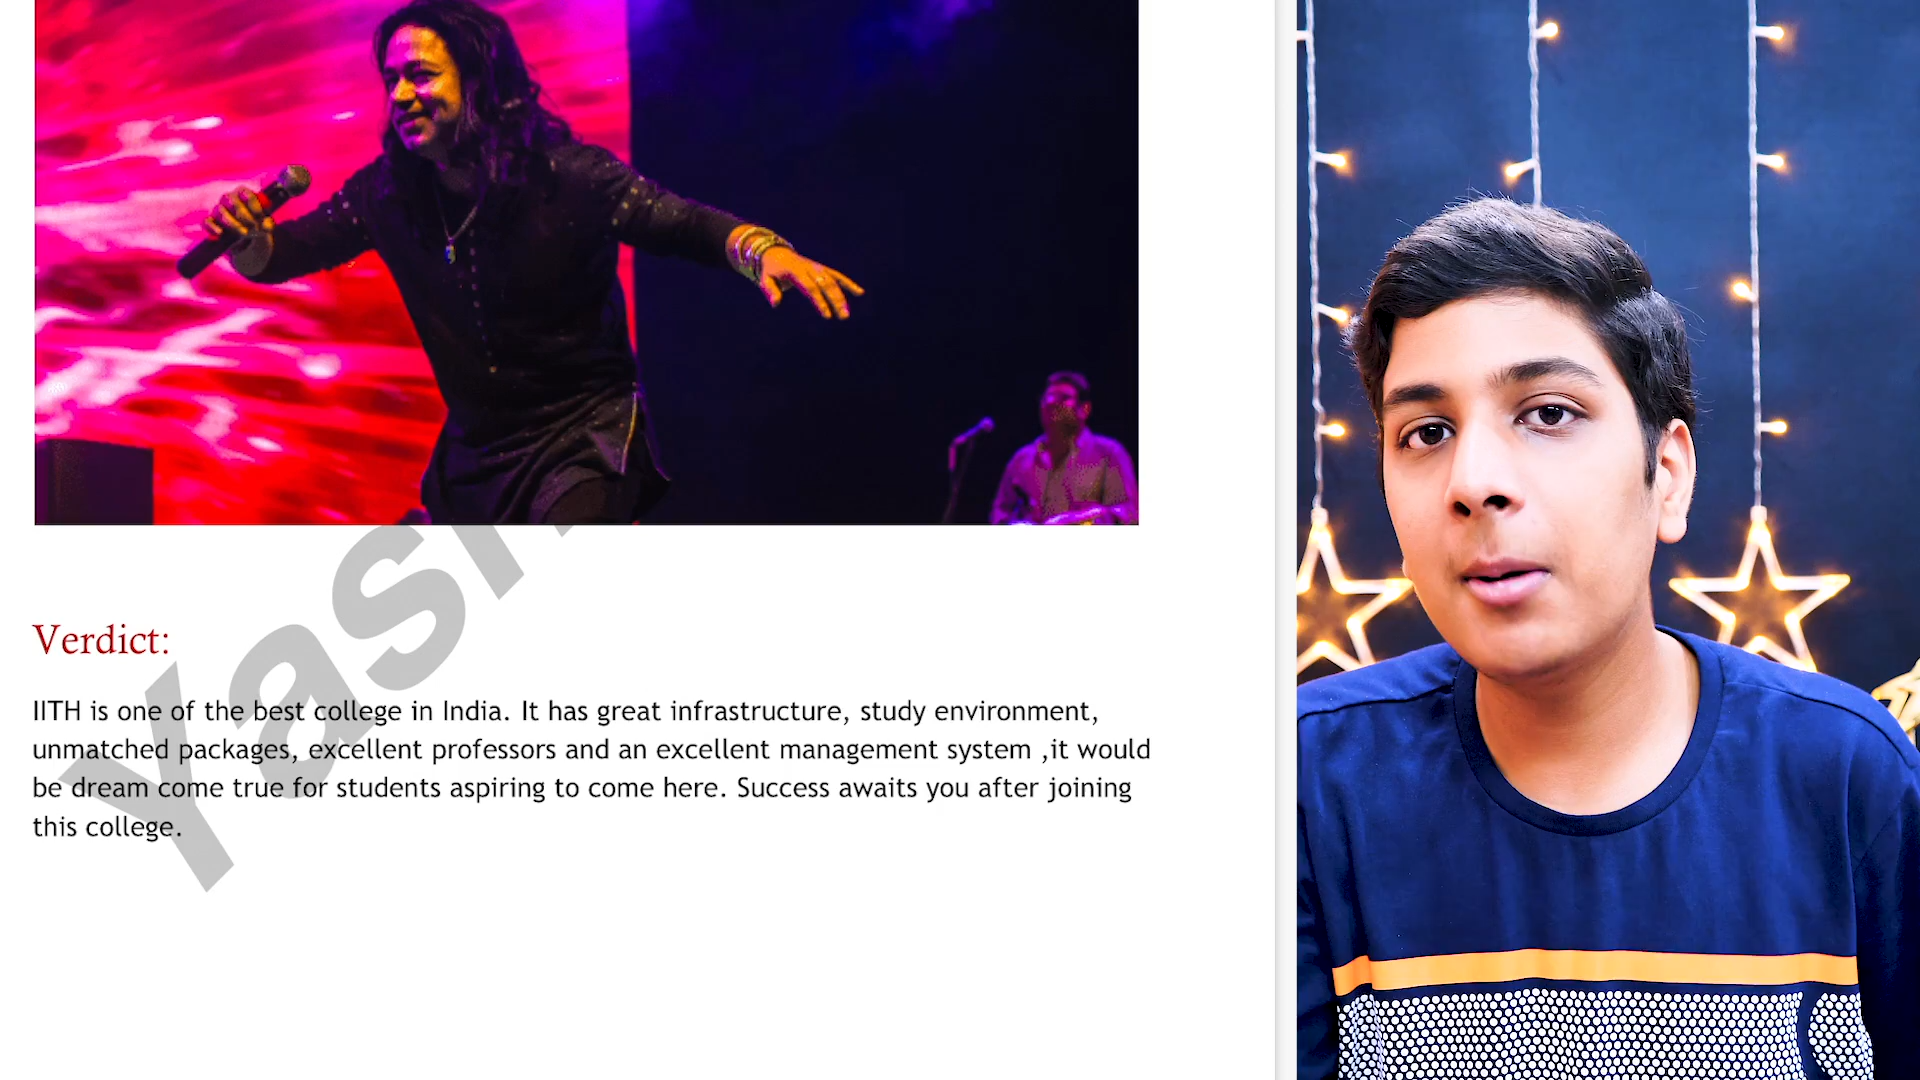 Verdict:
IITH is one of the best college in India. It has great infrastructure, study environment,
unmatched packages, excellent professors and an excellent management system ,it would
be dream come true for students aspiring to come here. Success awaits you after joining
this college.